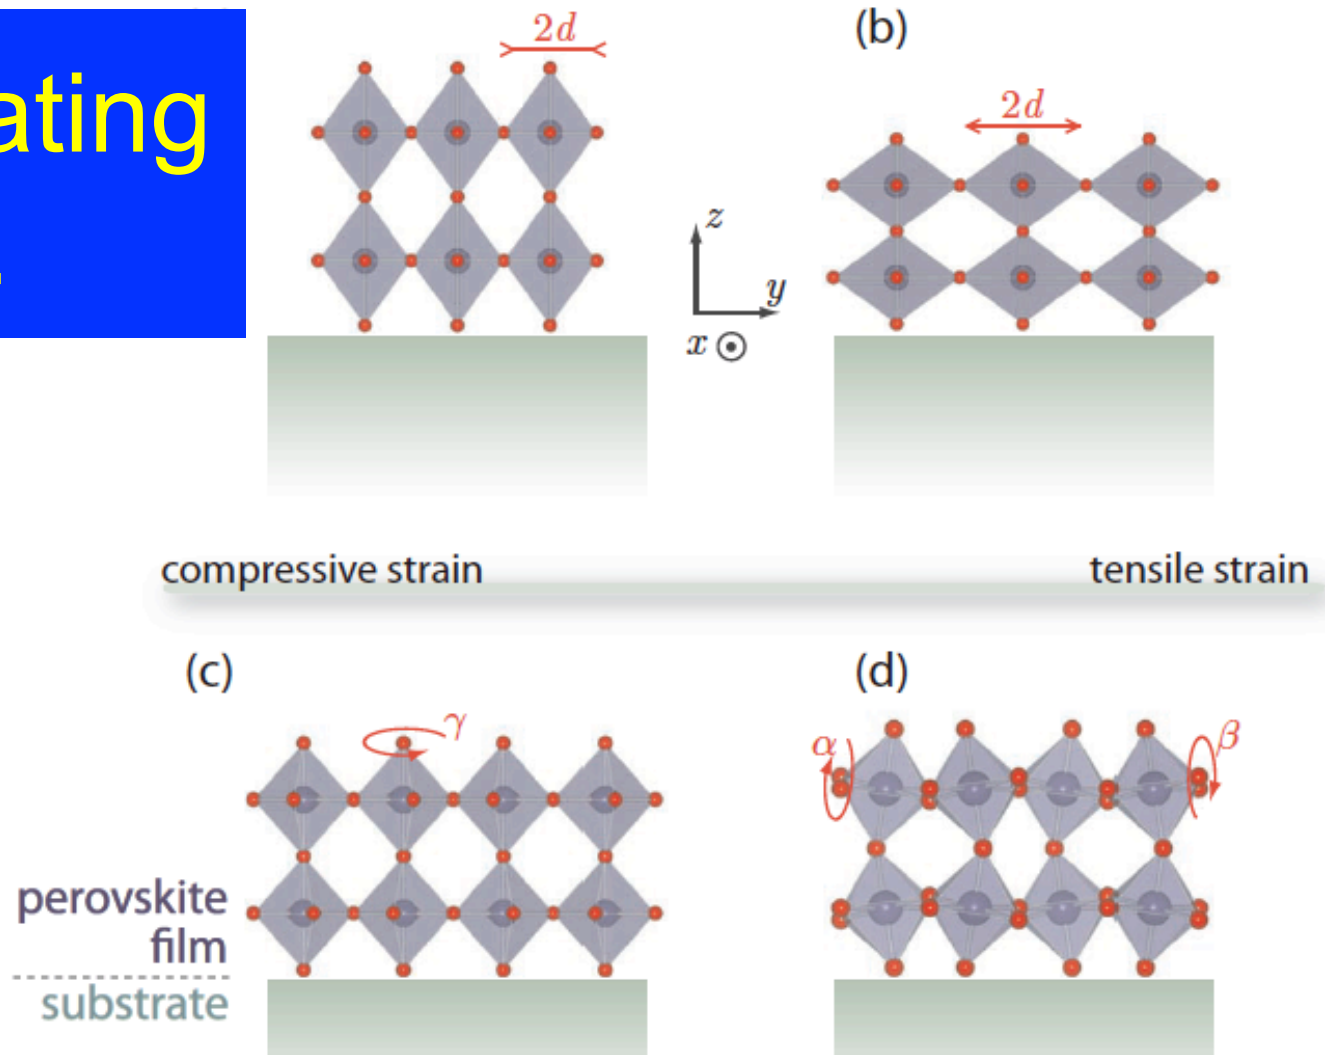 ating
.
2d
(b)
2d
z
y
x
compressive strain
tensile strain
(c)
(d)
γ
α
β
perovskite
film
substrate